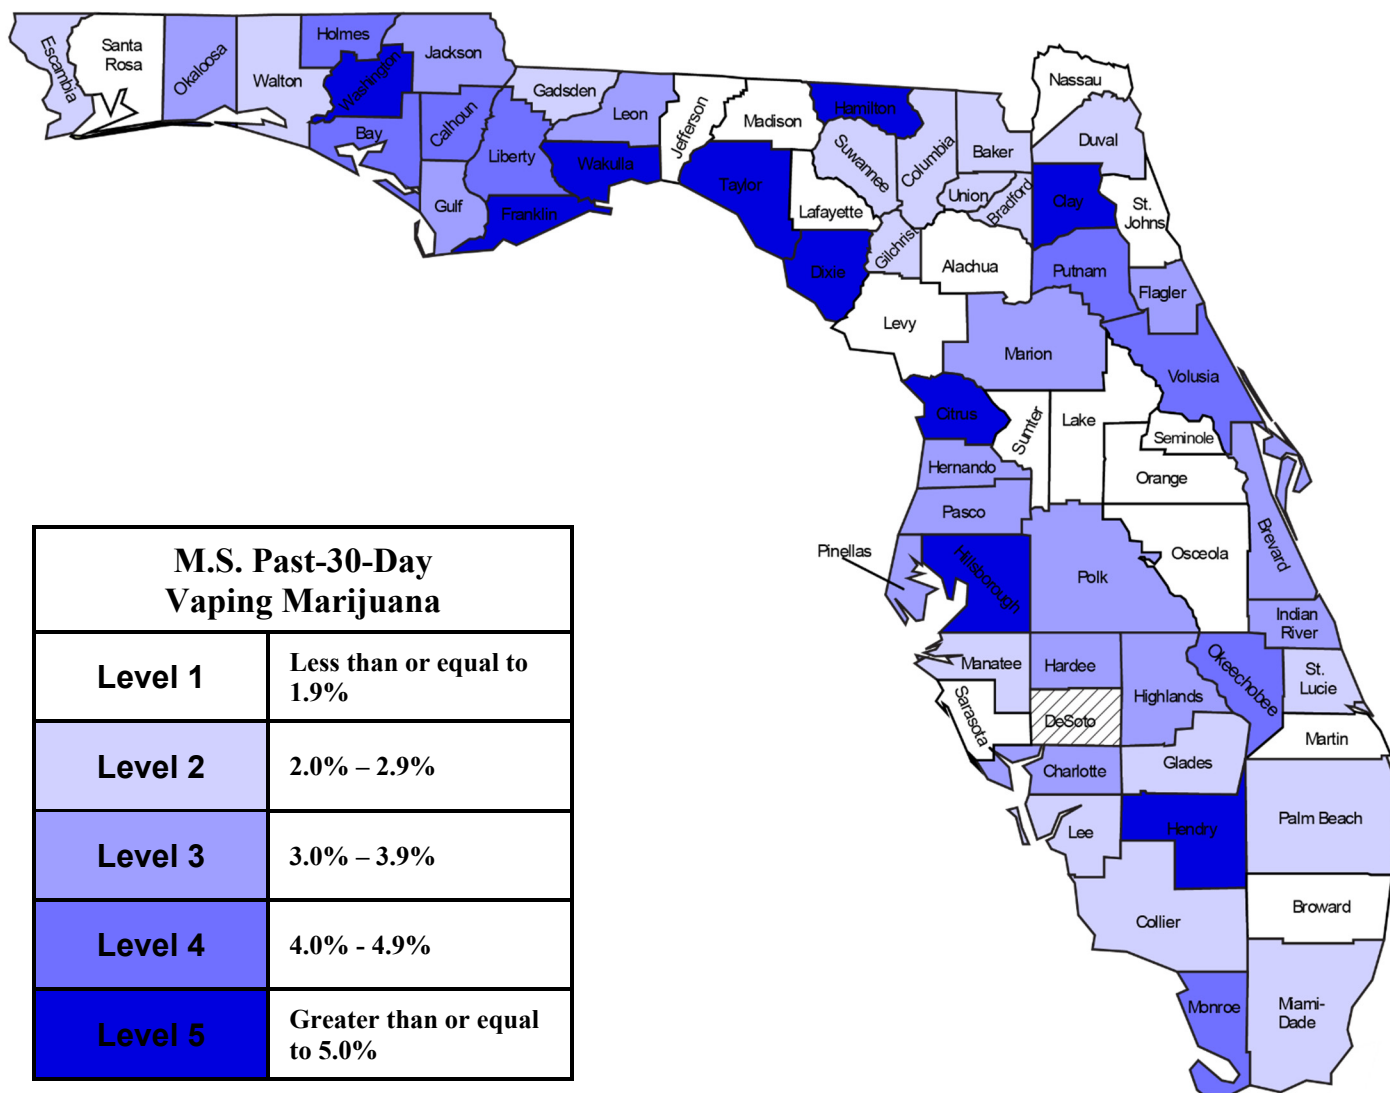 Escambia
Santa
Rosa
Okaloosa
Walton
Holmes
Washington
Jackson
Bay
Calhoun
Gulf
Liberty
Gadsden
Leon
Wakulla
Franklin
Jefferson
Madison
Taylor
Hamilton
Suwannee
Lafayette
Dixie
Columbia
Gilchrist
Baker
Union
Bradford
Nassau
Duval
Clay
St.
Johns
Alachua
Putnam
Flagler
Levy
Marion
Volusia
Citrus
Sumter
Lake
Seminole
Hernando
Orange
Pasco
Brevard
Pinellas
Hillsborough
Polk
Osceola
Indian
River
Manatee
Hardee
Highlands
Okeechobee
St.
Lucie
Sarasota
DeSoto
Martin
Charlotte
Glades
Lee
Hendry
Palm Beach
Collier
Broward
Monroe
Miami-
Dade
M.S. Past-30-Day
Vaping Marijuana
Level 1
Less than or equal to
1.9%
Level 2
2.0% – 2.9%
Level 3
3.0% – 3.9%
Level 4
4.0% - 4.9%
Level 5
Greater than or equal
to 5.0%